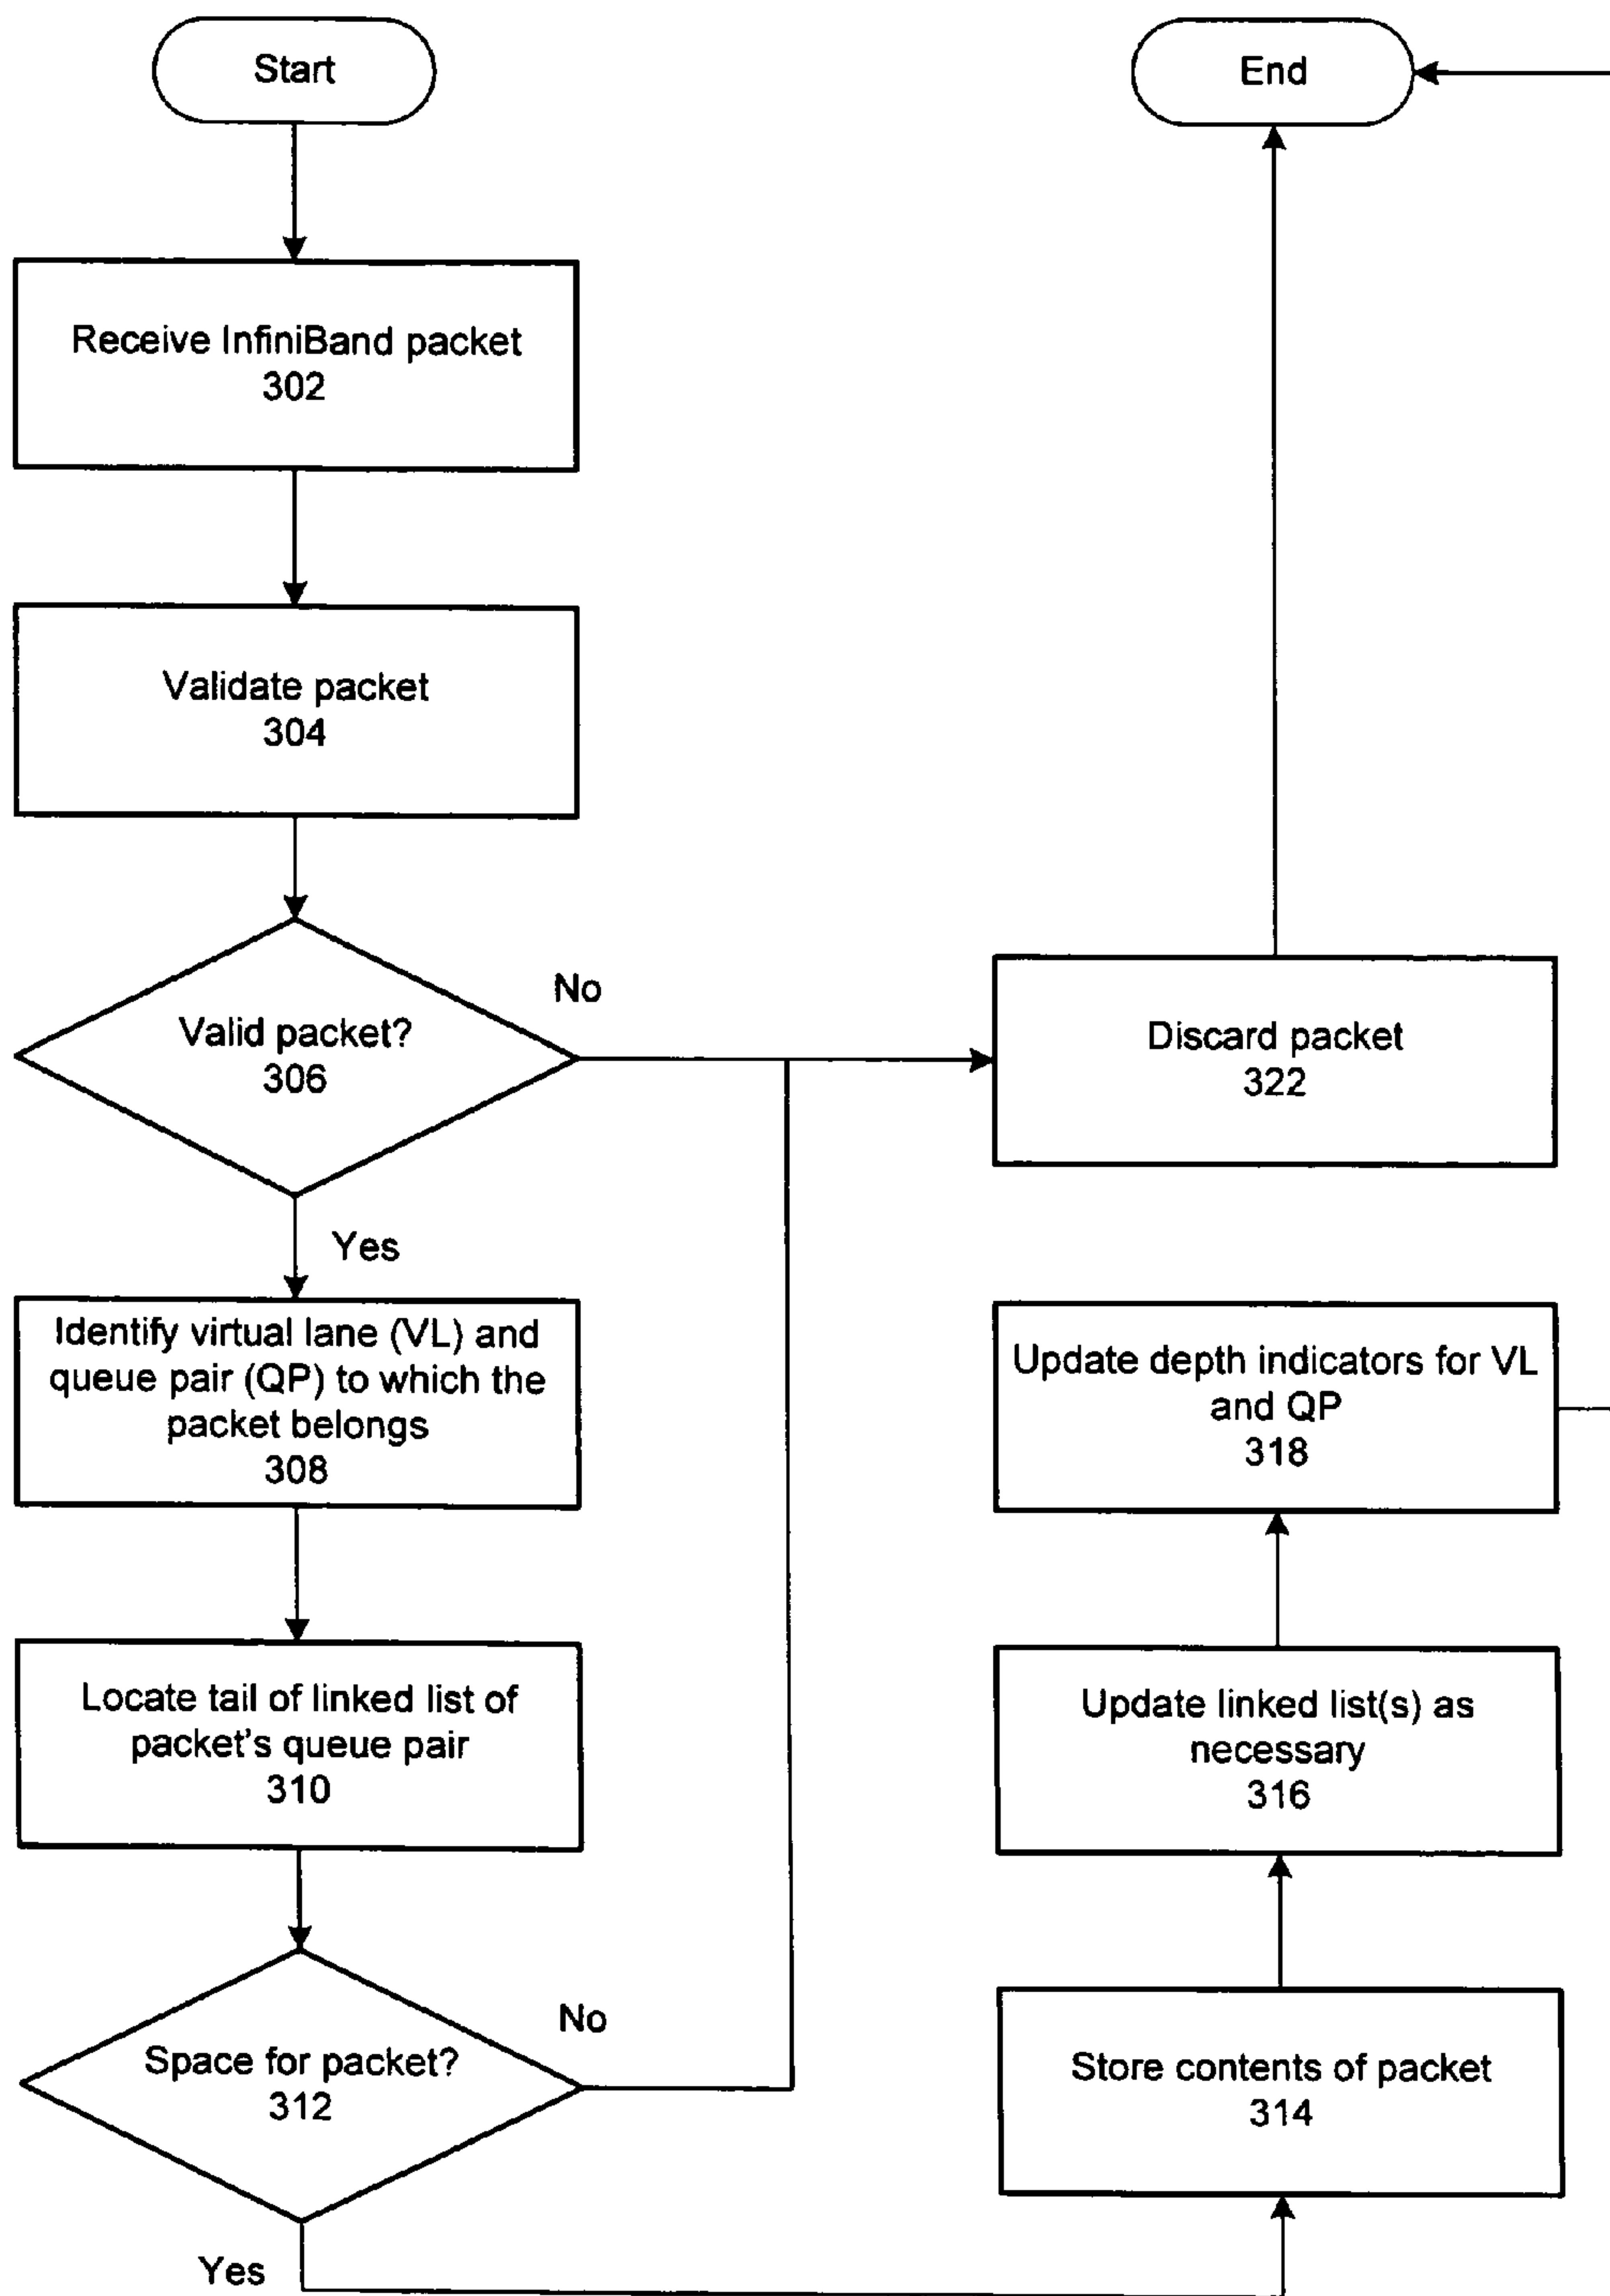 Start
End
Receive InfiniBand packet
302
Validate packet
304
Valid packet?
306
No
Discard packet
322
Yes
Identify virtual lane (VL) and
queue pair (QP) to which the
packet belongs
308
Update depth indicators for VL
and QP
318
Locate tail of linked list of
packet's queue pair
310
Update linked list(s) as
necessary
316
Space for packet?
312
No
Store contents of packet
314
Yes